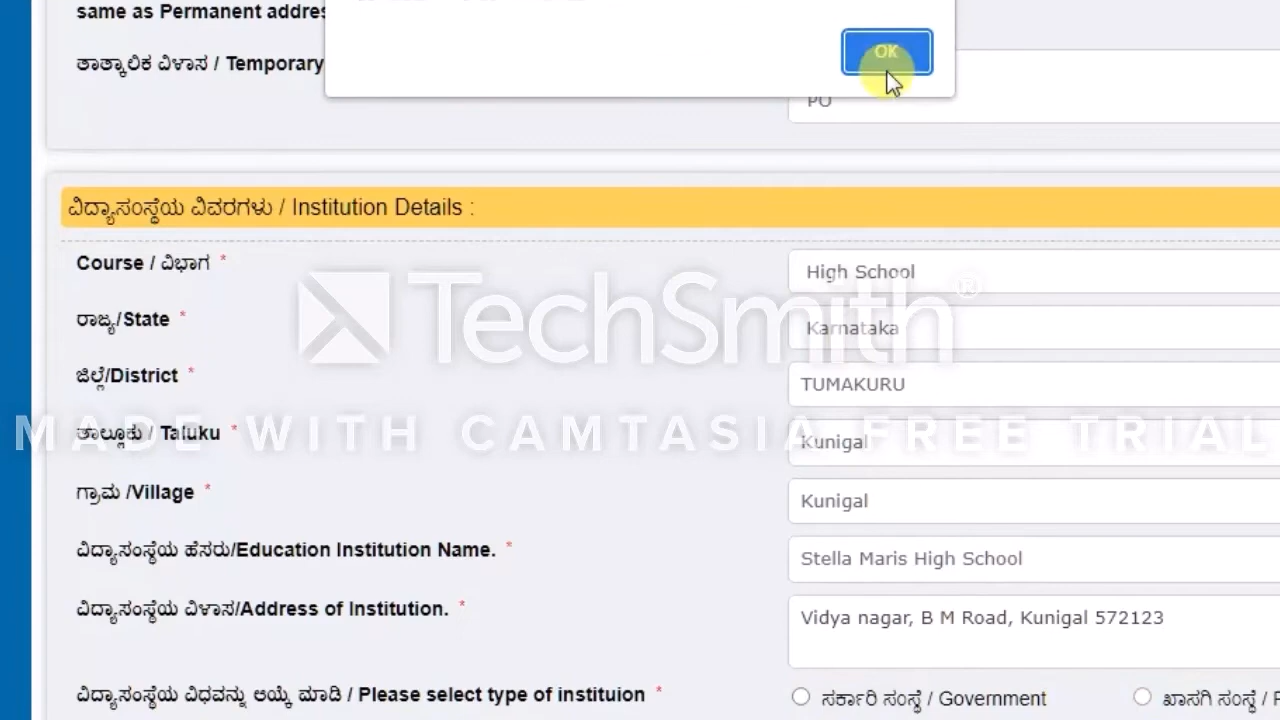 same as Permanent addres
OK
ತಾತ್ಕಾಲಿಕ ವಿಳಾಸ / Temporary
PO
ವಿದ್ಯಾಸಂಸ್ಥೆಯ ವಿವರಗಳು / Institution Details :
Course / ವಿಭಾಗ * High School
TechSmith®
ರಾಜ್ಯ/State * Karnataka
ಜಿಲ್ಲೆ/District * TUMAKURU
ತಾಲ್ಲೂಕು / Taluku * Kunigal
MADE WITH CAMTASIA FREE TRIAL
ಗ್ರಾಮ /Village * Kunigal
ವಿದ್ಯಾಸಂಸ್ಥೆಯ ಹೆಸರು/Education Institution Name. * Stella Maris High School
ವಿದ್ಯಾಸಂಸ್ಥೆಯ ವಿಳಾಸ/Address of Institution. * Vidya nagar, B M Road, Kunigal 572123
ವಿದ್ಯಾಸಂಸ್ಥೆಯ ವಿಧವನ್ನು ಆಯ್ಕೆ ಮಾಡಿ / Please select type of instituion * ಸರ್ಕಾರಿ ಸಂಸ್ಥೆ / Government ಖಾಸಗಿ ಸಂಸ್ಥೆ /